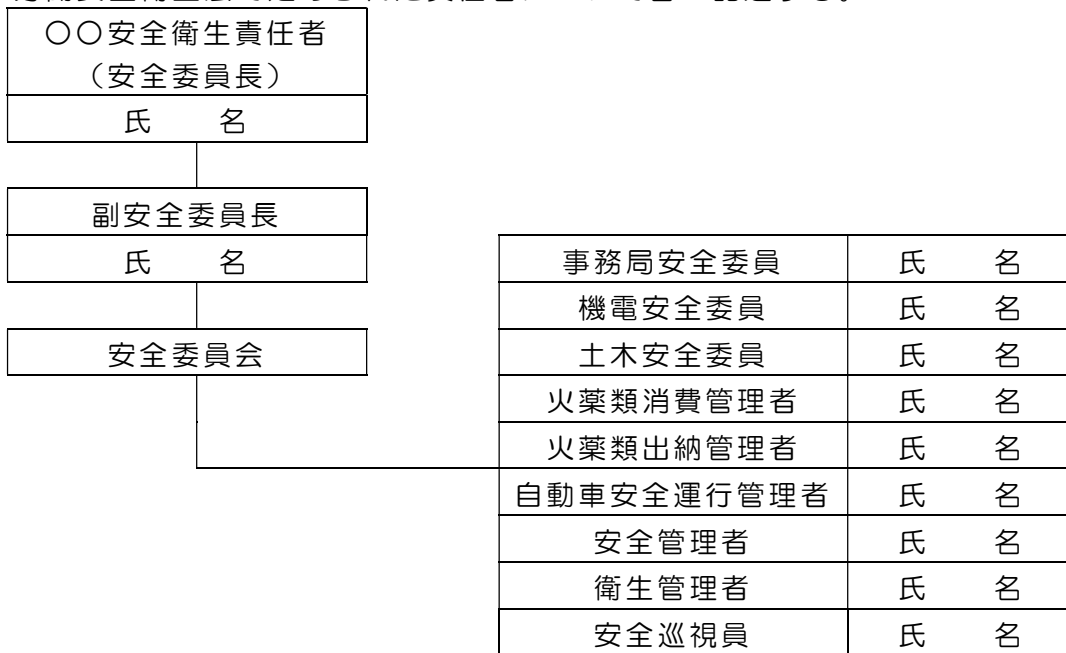 〇〇安全衛生責任者
（安全委員長）
氏　　名
副安全委員長
氏　　名
安全委員会
事務局安全委員　氏　　名
機電安全委員　氏　　名
土木安全委員　氏　　名
火薬類消費管理者　氏　　名
火薬類出納管理者　氏　　名
自動車安全運行管理者　氏　　名
安全管理者　氏　　名
衛生管理者　氏　　名
安全巡視員　氏　　名